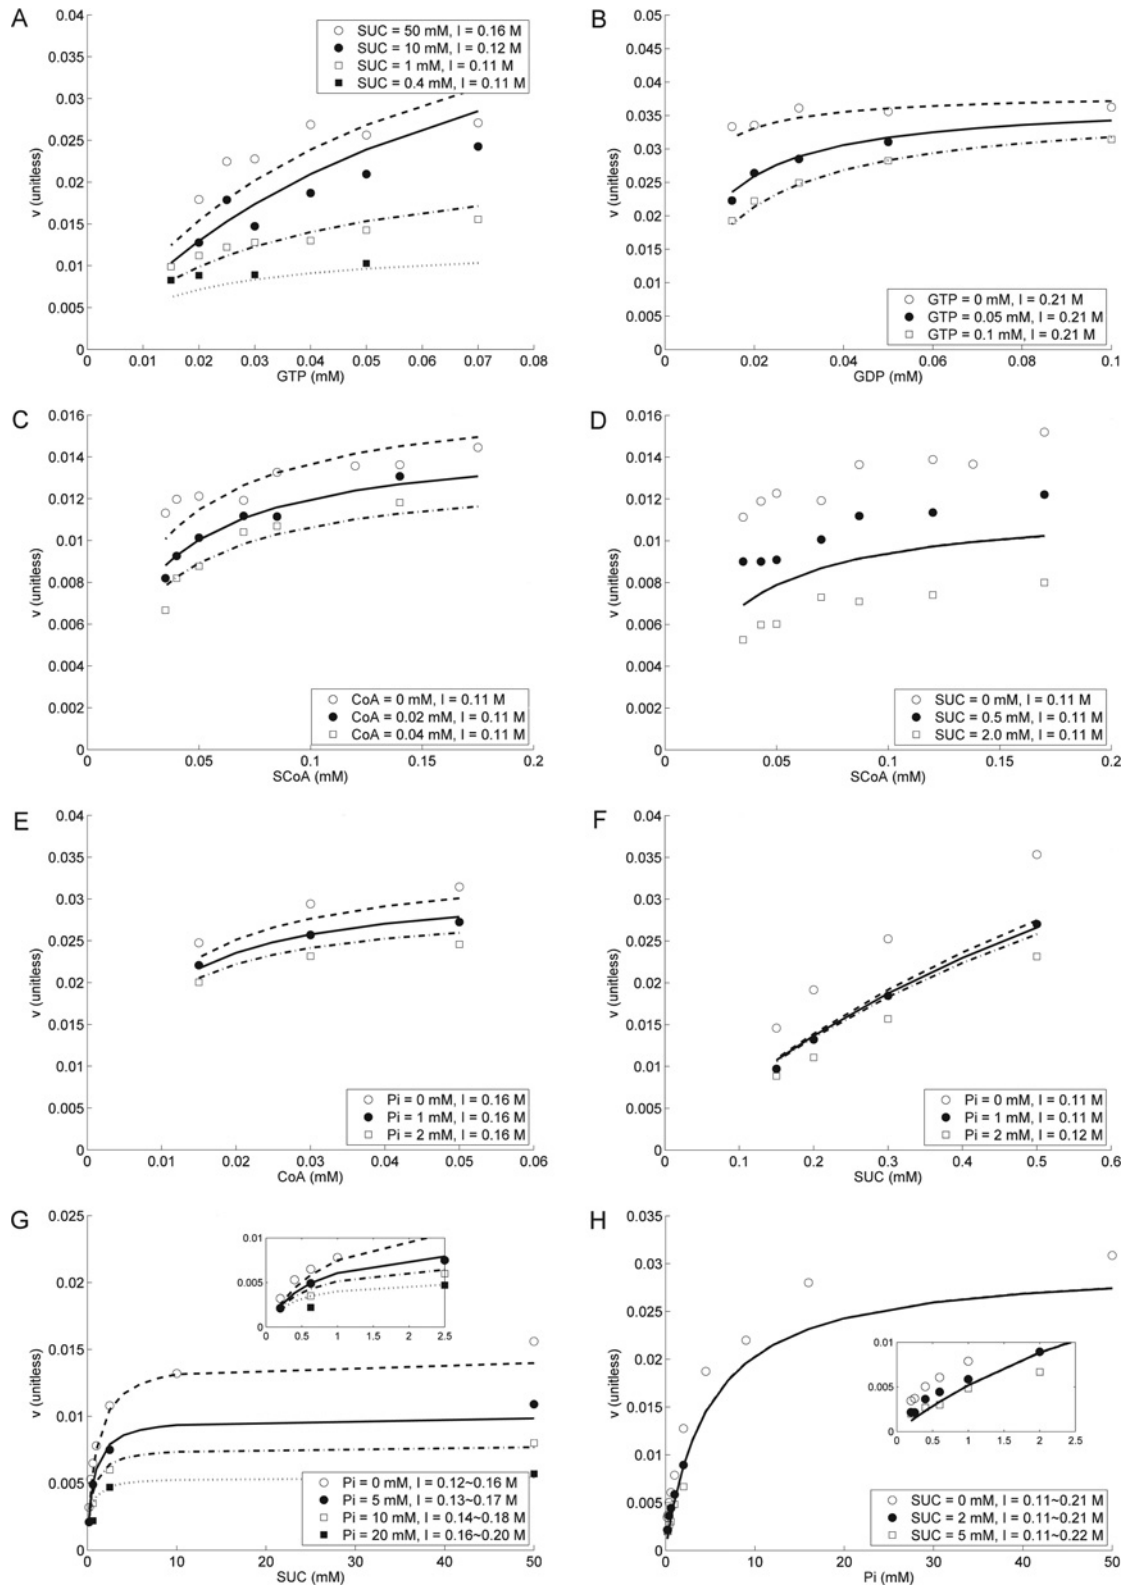 A
B
0.04
0.035
0.03
0.025
0.02
0.015
0.01
0.005
0
v (unitless)
SUC = 50 mM, I = 0.16 M
SUC = 10 mM, I = 0.12 M
SUC = 1 mM, I = 0.11 M
SUC = 0.4 mM, I = 0.11 M
0 0.01 0.02 0.03 0.04 0.05 0.06 0.07 0.08
GTP (mM)
0.05
0.045
0.04
0.035
0.03
0.025
0.02
0.015
0.01
0.005
0
v (unitless)
GTP = 0 mM, I = 0.21 M
GTP = 0.05 mM, I = 0.21 M
GTP = 0.1 mM, I = 0.21 M
0 0.02 0.04 0.06 0.08 0.1
GDP (mM)
C
D
0.016
0.014
0.012
0.01
0.008
0.006
0.004
0.002
0
v (unitless)
CoA = 0 mM, I = 0.11 M
CoA = 0.02 mM, I = 0.11 M
CoA = 0.04 mM, I = 0.11 M
0 0.05 0.1 0.15 0.2
SCoA (mM)
0.016
0.014
0.012
0.01
0.008
0.006
0.004
0.002
0
v (unitless)
SUC = 0 mM, I = 0.11 M
SUC = 0.5 mM, I = 0.11 M
SUC = 2.0 mM, I = 0.11 M
0 0.05 0.1 0.15 0.2
SCoA (mM)
E
F
0.04
0.035
0.03
0.025
0.02
0.015
0.01
0.005
0
v (unitless)
Pi = 0 mM, I = 0.16 M
Pi = 1 mM, I = 0.16 M
Pi = 2 mM, I = 0.16 M
0 0.01 0.02 0.03 0.04 0.05 0.06
CoA (mM)
0.04
0.035
0.03
0.025
0.02
0.015
0.01
0.005
0
v (unitless)
Pi = 0 mM, I = 0.11 M
Pi = 1 mM, I = 0.11 M
Pi = 2 mM, I = 0.12 M
0 0.1 0.2 0.3 0.4 0.5 0.6
SUC (mM)
G
H
0.025
0.02
0.015
0.01
0.005
0
v (unitless)
0.01
0.005
0
0 0.5 1 1.5 2 2.5
Pi = 0 mM, I = 0.12~0.16 M
Pi = 5 mM, I = 0.13~0.17 M
Pi = 10 mM, I = 0.14~0.18 M
Pi = 20 mM, I = 0.16~0.20 M
0 10 20 30 40 50
SUC (mM)
0.035
0.03
0.025
0.02
0.015
0.01
0.005
0
v (unitless)
0.01
0.005
0
0 0.5 1 1.5 2 2.5
SUC = 0 mM, I = 0.11~0.21 M
SUC = 2 mM, I = 0.11~0.21 M
SUC = 5 mM, I = 0.11~0.22 M
0 10 20 30 40 50
Pi (mM)